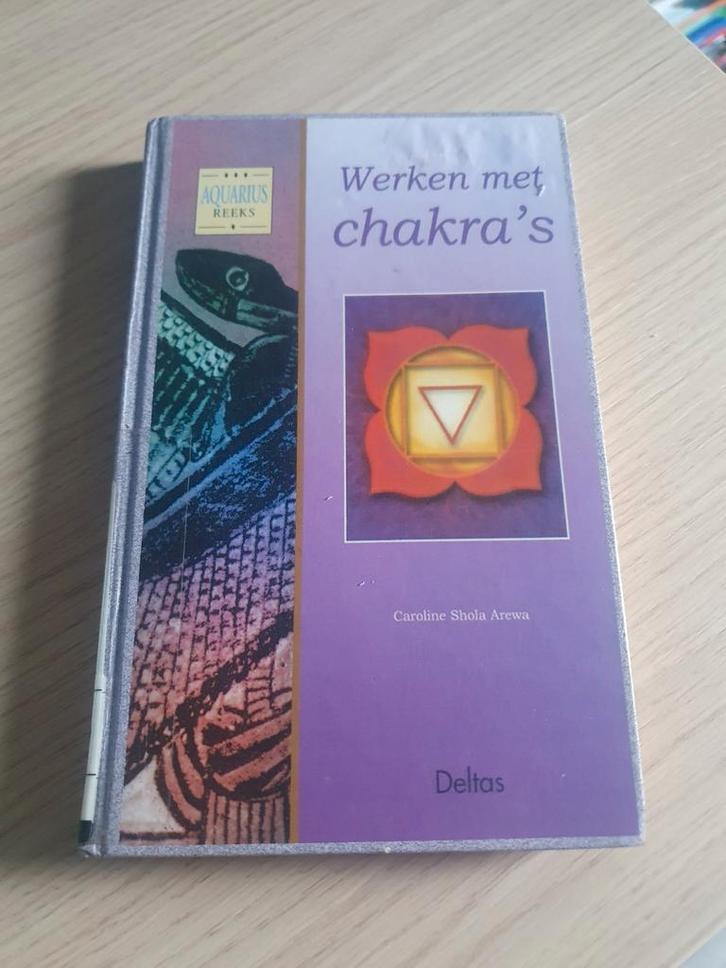 AQUARIUS
REEKS
Werken met
chakra's
Caroline Shola Arewa
Deltas